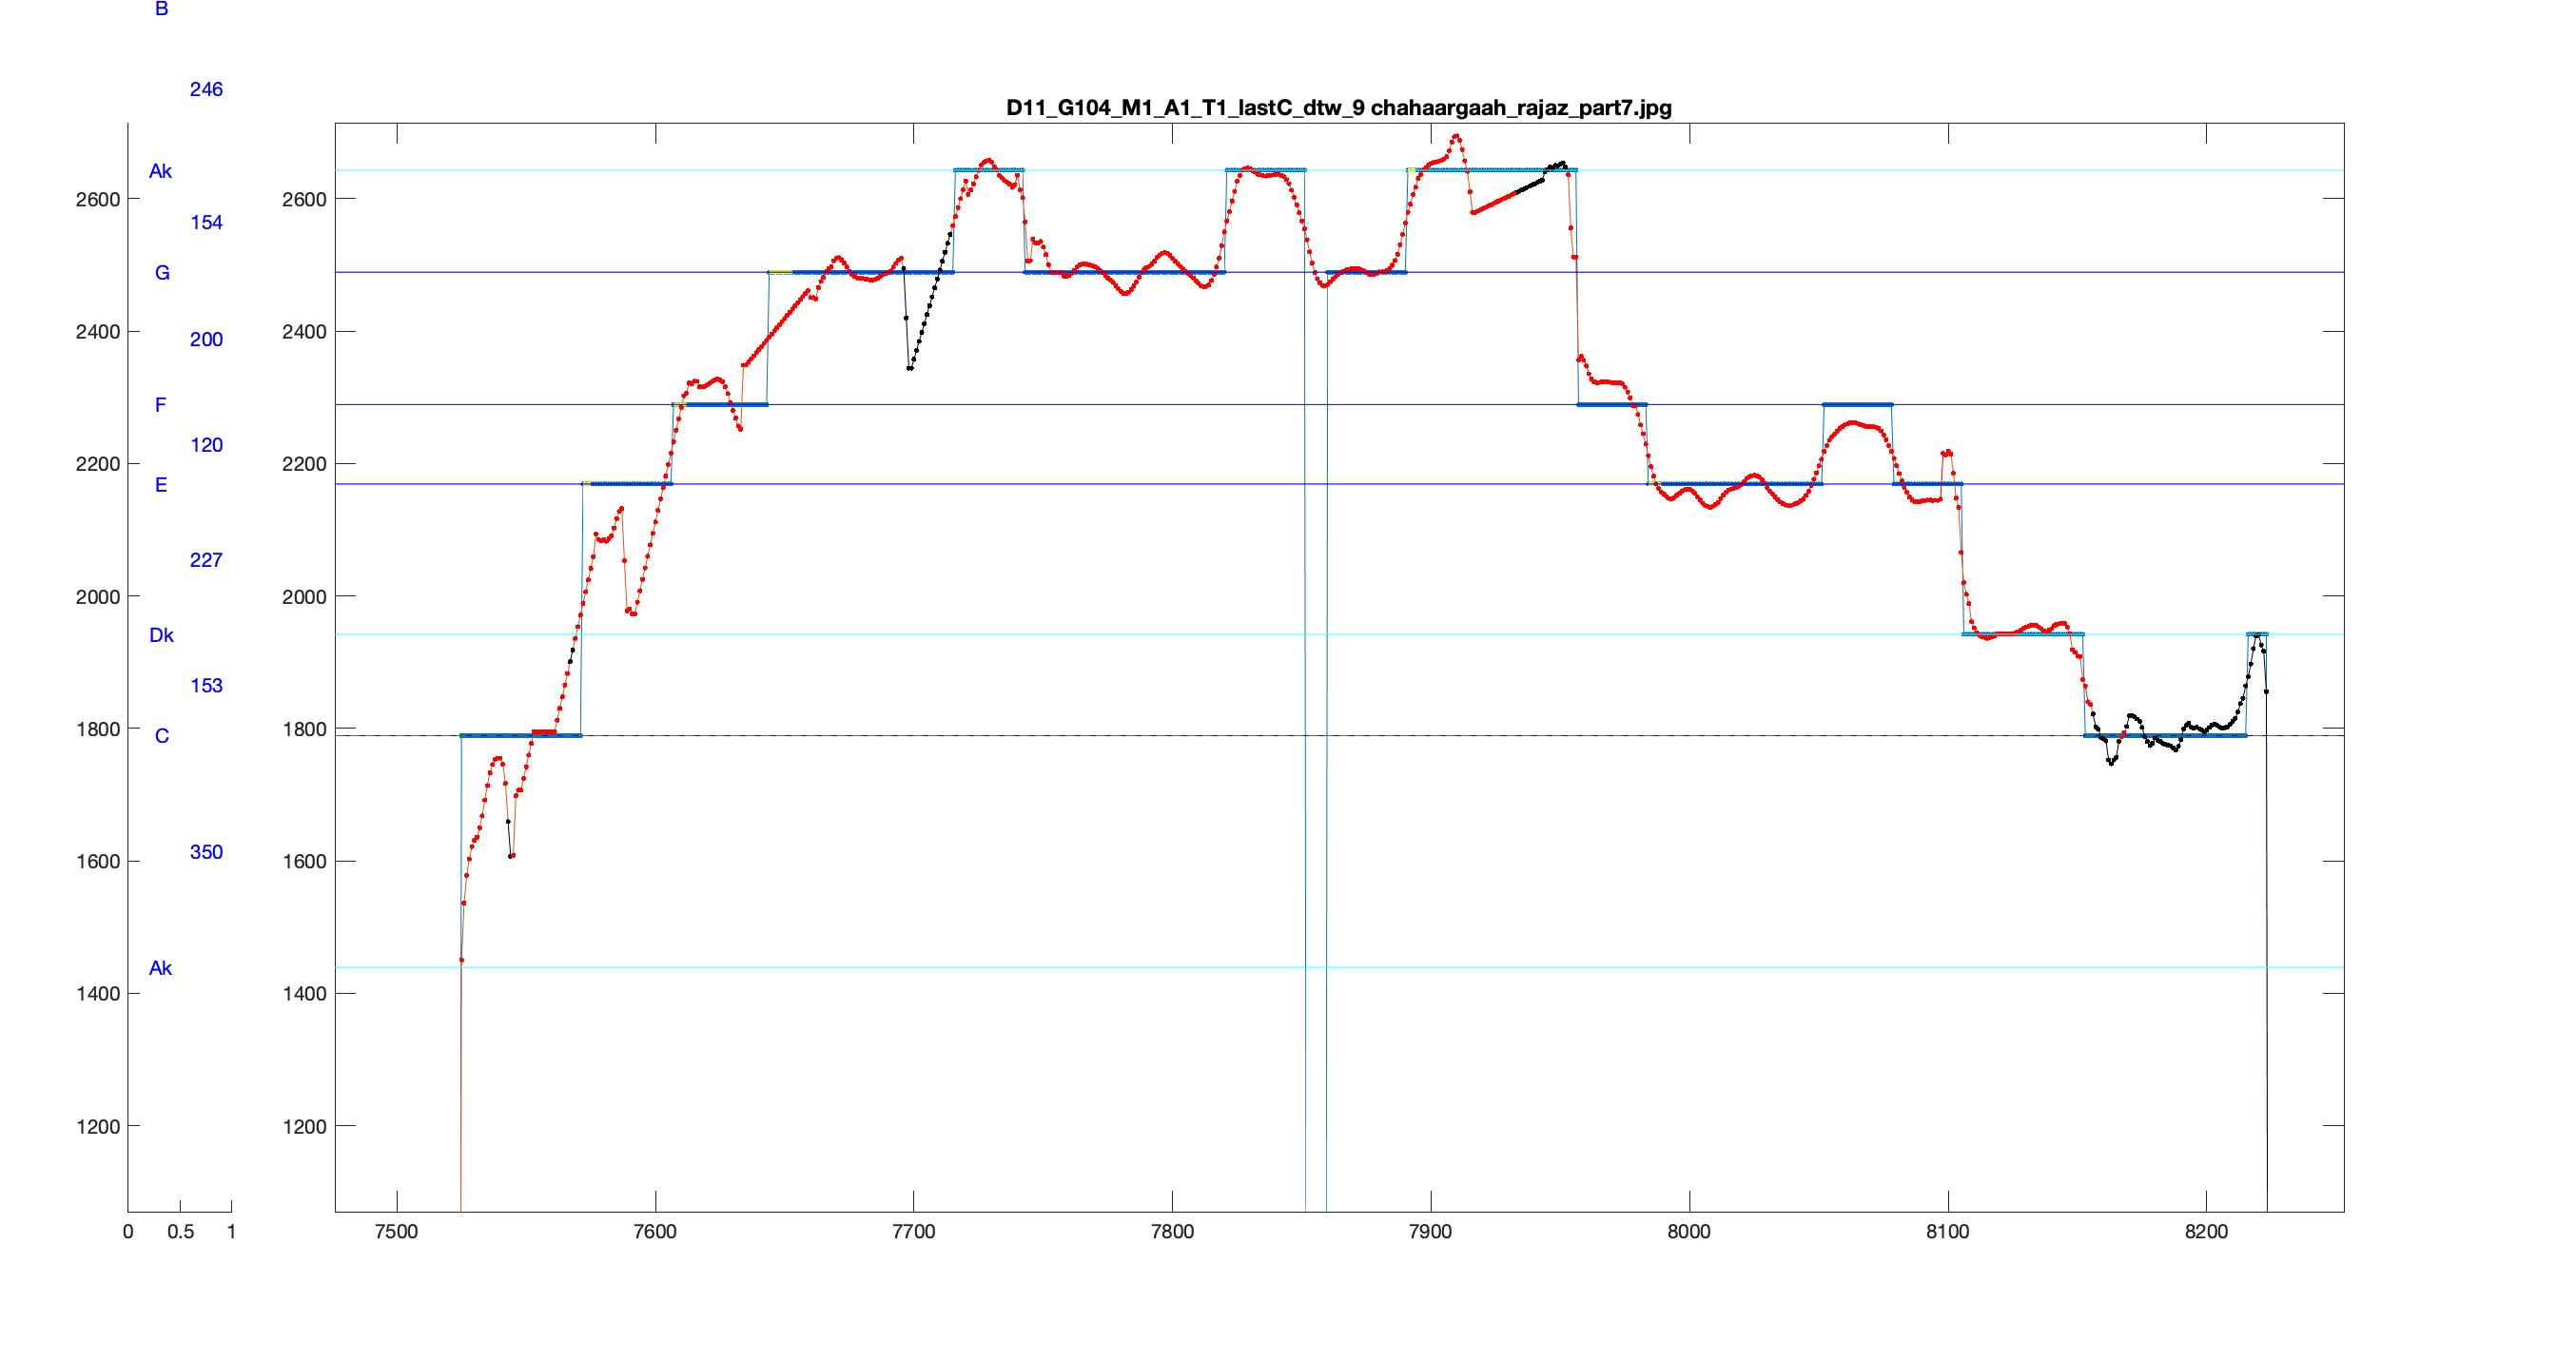 B
246
D11_G104_M1_A1_T1_lastC_dtw_9 chahaargaah_rajaz_part7.jpg
Ak
2600 2600
154
G
2400 2400
200
F
120
2200 2200
E
227
2000 2000
Dk
153
1800 C 1800
350
1600 1600
Ak
1400 1400
1200 1200
0 0.5 1 7500 7600 7700 7800 7900 8000 8100 8200